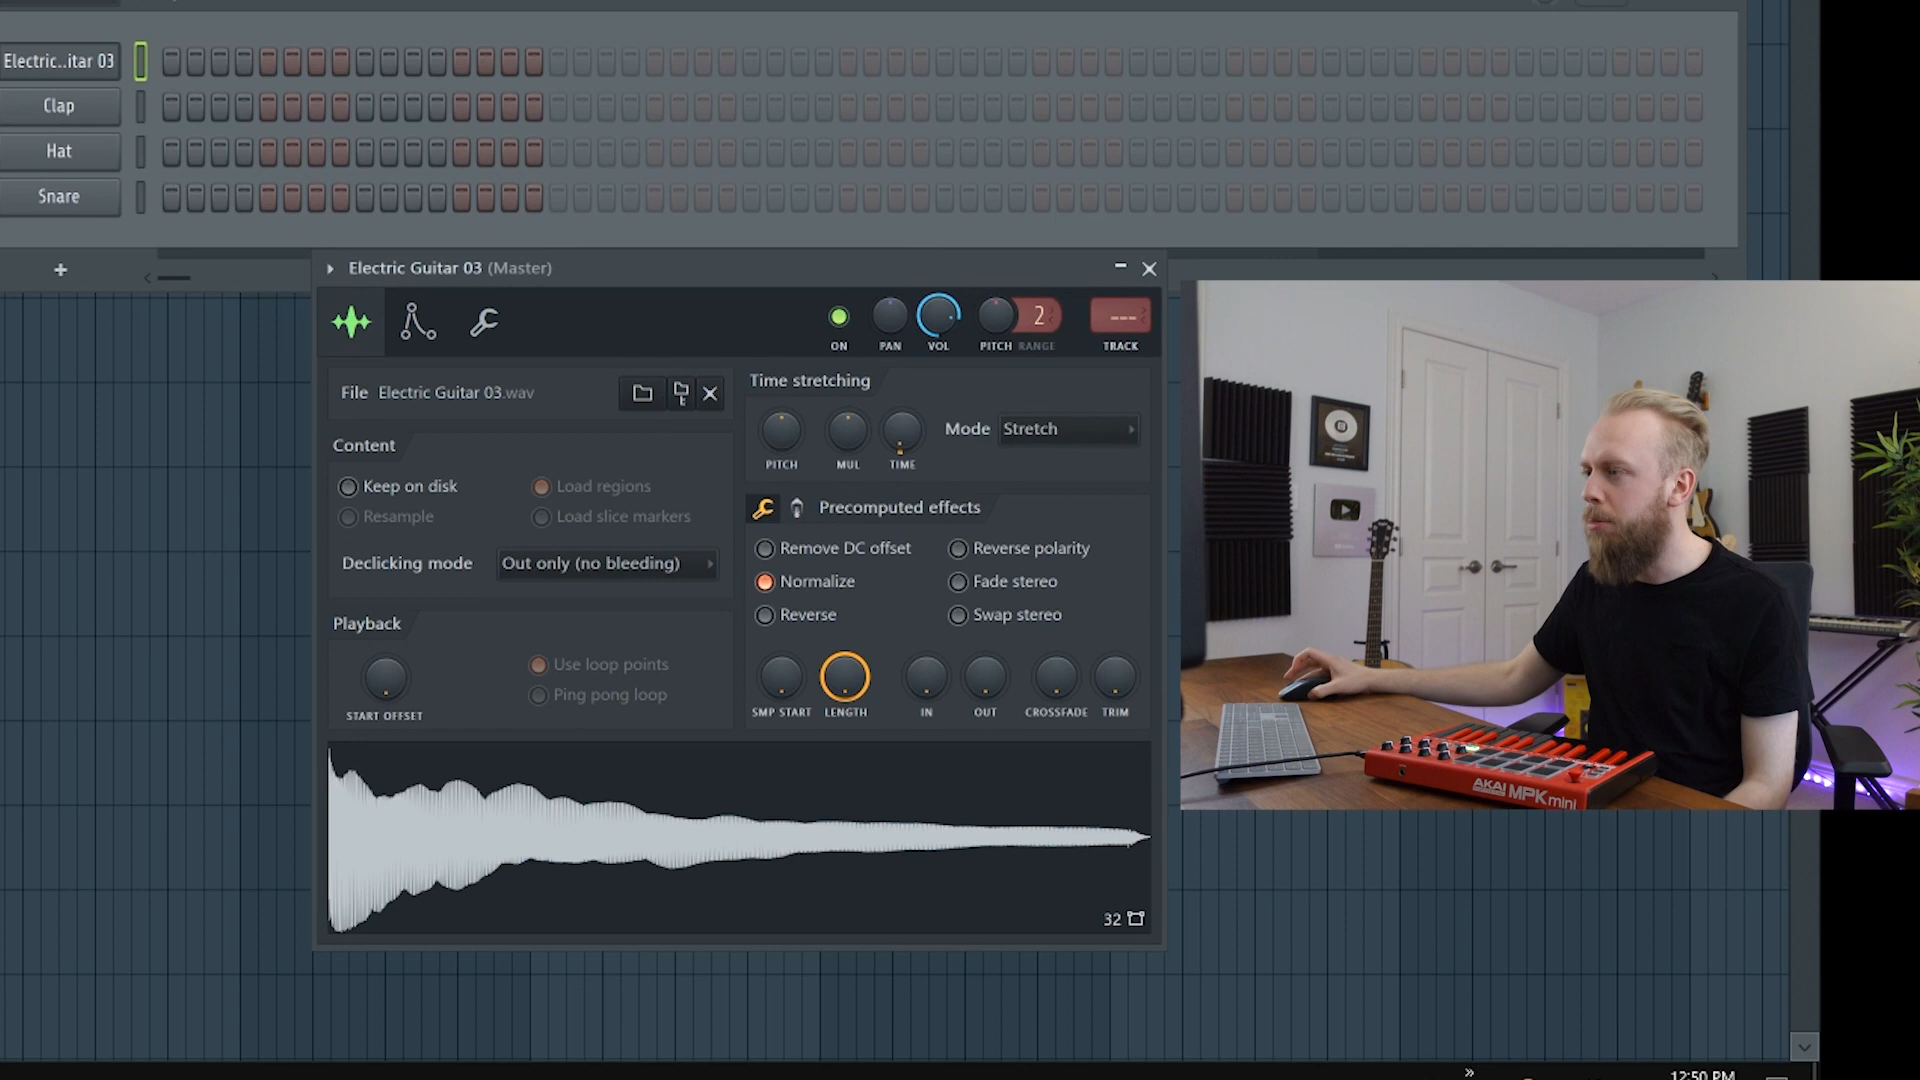 Electric..itar 03
Clap
Hat
Snare
+
Electric Guitar 03 (Master)
ON
PAN
VOL
PITCH RANGE
2
---
TRACK
File Electric Guitar 03.wav
Time stretching
PITCH
MUL
TIME
Mode Stretch
Content
Keep on disk
Load regions
Resample
Load slice markers
Declicking mode Out only (no bleeding)
Precomputed effects
Remove DC offset
Reverse polarity
Normalize
Fade stereo
Reverse
Swap stereo
Playback
Use loop points
Ping pong loop
START OFFSET
SMP START
LENGTH
IN
OUT
CROSSFADE
TRIM
32
AKAI MPK mini
»
12:50 PM